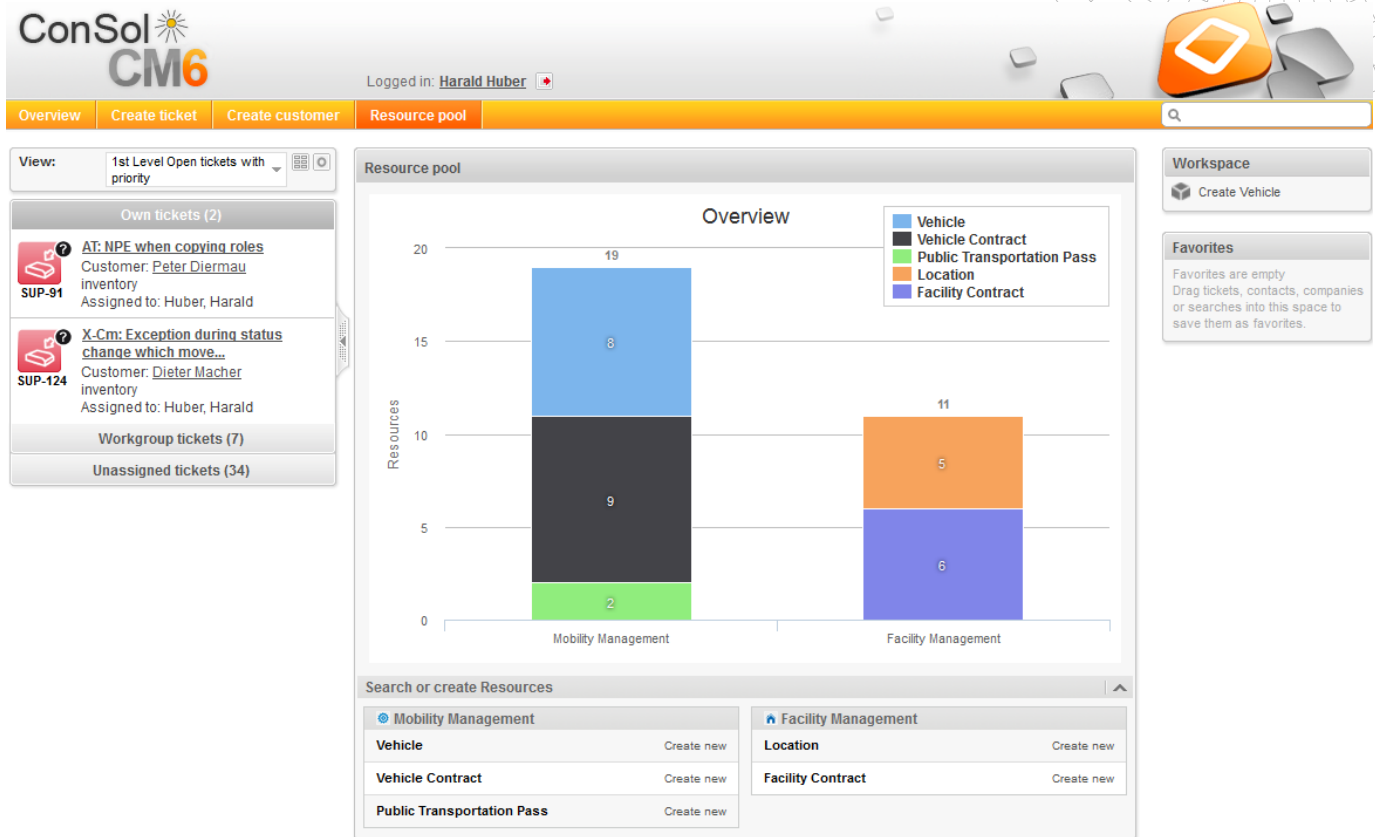 ConSol
CM6
Logged in: Harald Huber
Overview
Create ticket
Create customer
Resource pool
View:
1st Level Open tickets with
priority
Own tickets (2)
AT: NPE when copying roles
Customer: Peter Diermau
inventory
Assigned to: Huber, Harald
SUP-91
X-Cm: Exception during status
change which move...
Customer: Dieter Macher
inventory
Assigned to: Huber, Harald
SUP-124
Workgroup tickets (7)
Unassigned tickets (34)
Resource pool
Overview
Vehicle
Vehicle Contract
Public Transportation Pass
Location
Facility Contract
Resources
20
15
10
5
0
19
8
9
2
11
5
6
Mobility Management
Facility Management
Search or create Resources
Mobility Management
Vehicle Create new
Vehicle Contract Create new
Public Transportation Pass Create new
Facility Management
Location Create new
Facility Contract Create new
Workspace
Create Vehicle
Favorites
Favorites are empty
Drag tickets, contacts, companies
or searches into this space to
save them as favorites.